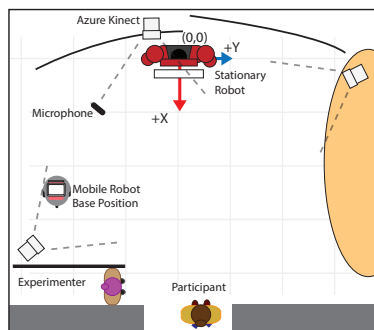 Azure Kinect
(0,0)
+Y
Stationary
Robot
+X
Microphone
Mobile Robot
Base Position
Experimenter
Participant